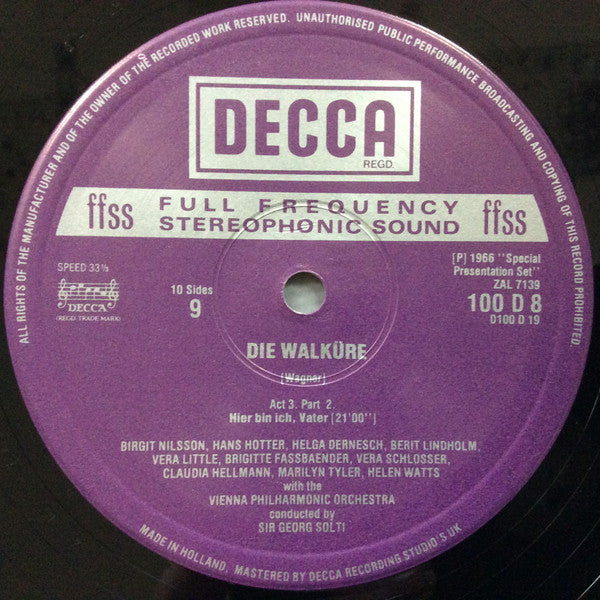 ALL RIGHTS OF THE MANUFACTURER AND OF THE OWNER OF THE RECORDED WORK RESERVED. UNAUTHORISED PUBLIC PERFORMANCE BROADCASTING AND COPYING OF THIS RECORD PROHIBITED.
DECCA
REGD.
ffss FULL FREQUENCY STEREOPHONIC SOUND ffss
SPEED 33⅓
DECCA
(REGD. TRADE MARK)
10 Sides
9
[P] 1966 "Special
Presentation Set"
ZAL 7139
100 D 8
D100 D 19
DIE WALKÜRE
[Wagner]
Act 3. Part 2.
Hier bin ich, Vater [21'00"]
BIRGIT NILSSON, HANS HOTTER, HELGA DERNESCH, BERIT LINDHOLM,
VERA LITTLE, BRIGITTE FASSBAENDER, VERA SCHLOSSER,
CLAUDIA HELLMANN, MARILYN TYLER, HELEN WATTS
with the
VIENNA PHILHARMONIC ORCHESTRA
conducted by
SIR GEORG SOLTI
MADE IN HOLLAND. MASTERED BY DECCA RECORDING STUDIO'S UK